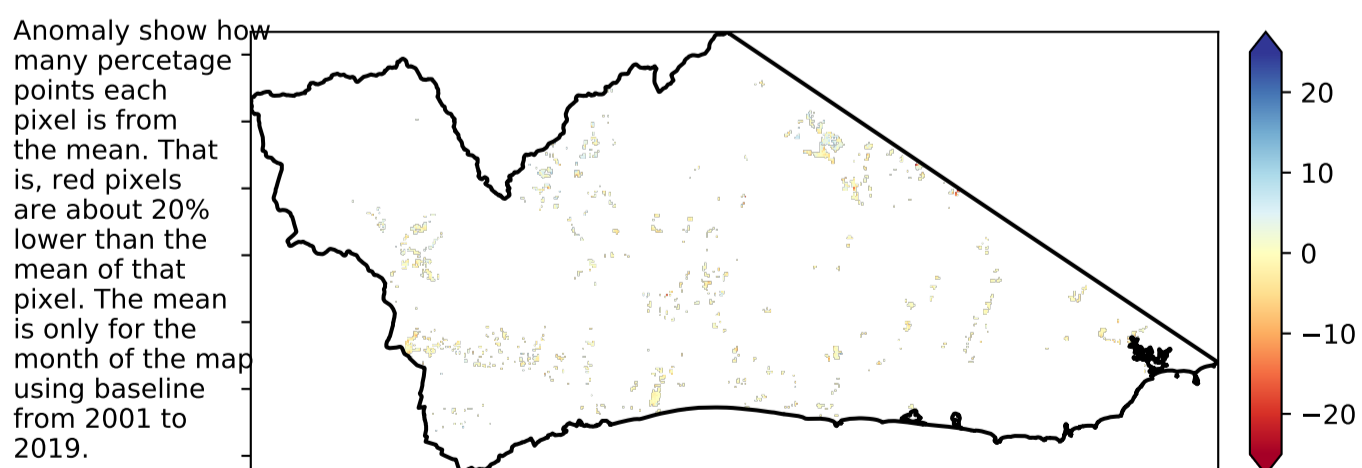 Anomaly show how
many percetage
points each
pixel is from
the mean. That
is, red pixels
are about 20%
lower than the
mean of that
pixel. The mean
is only for the
month of the map
using baseline
from 2001 to
2019.
20
10
0
−10
−20